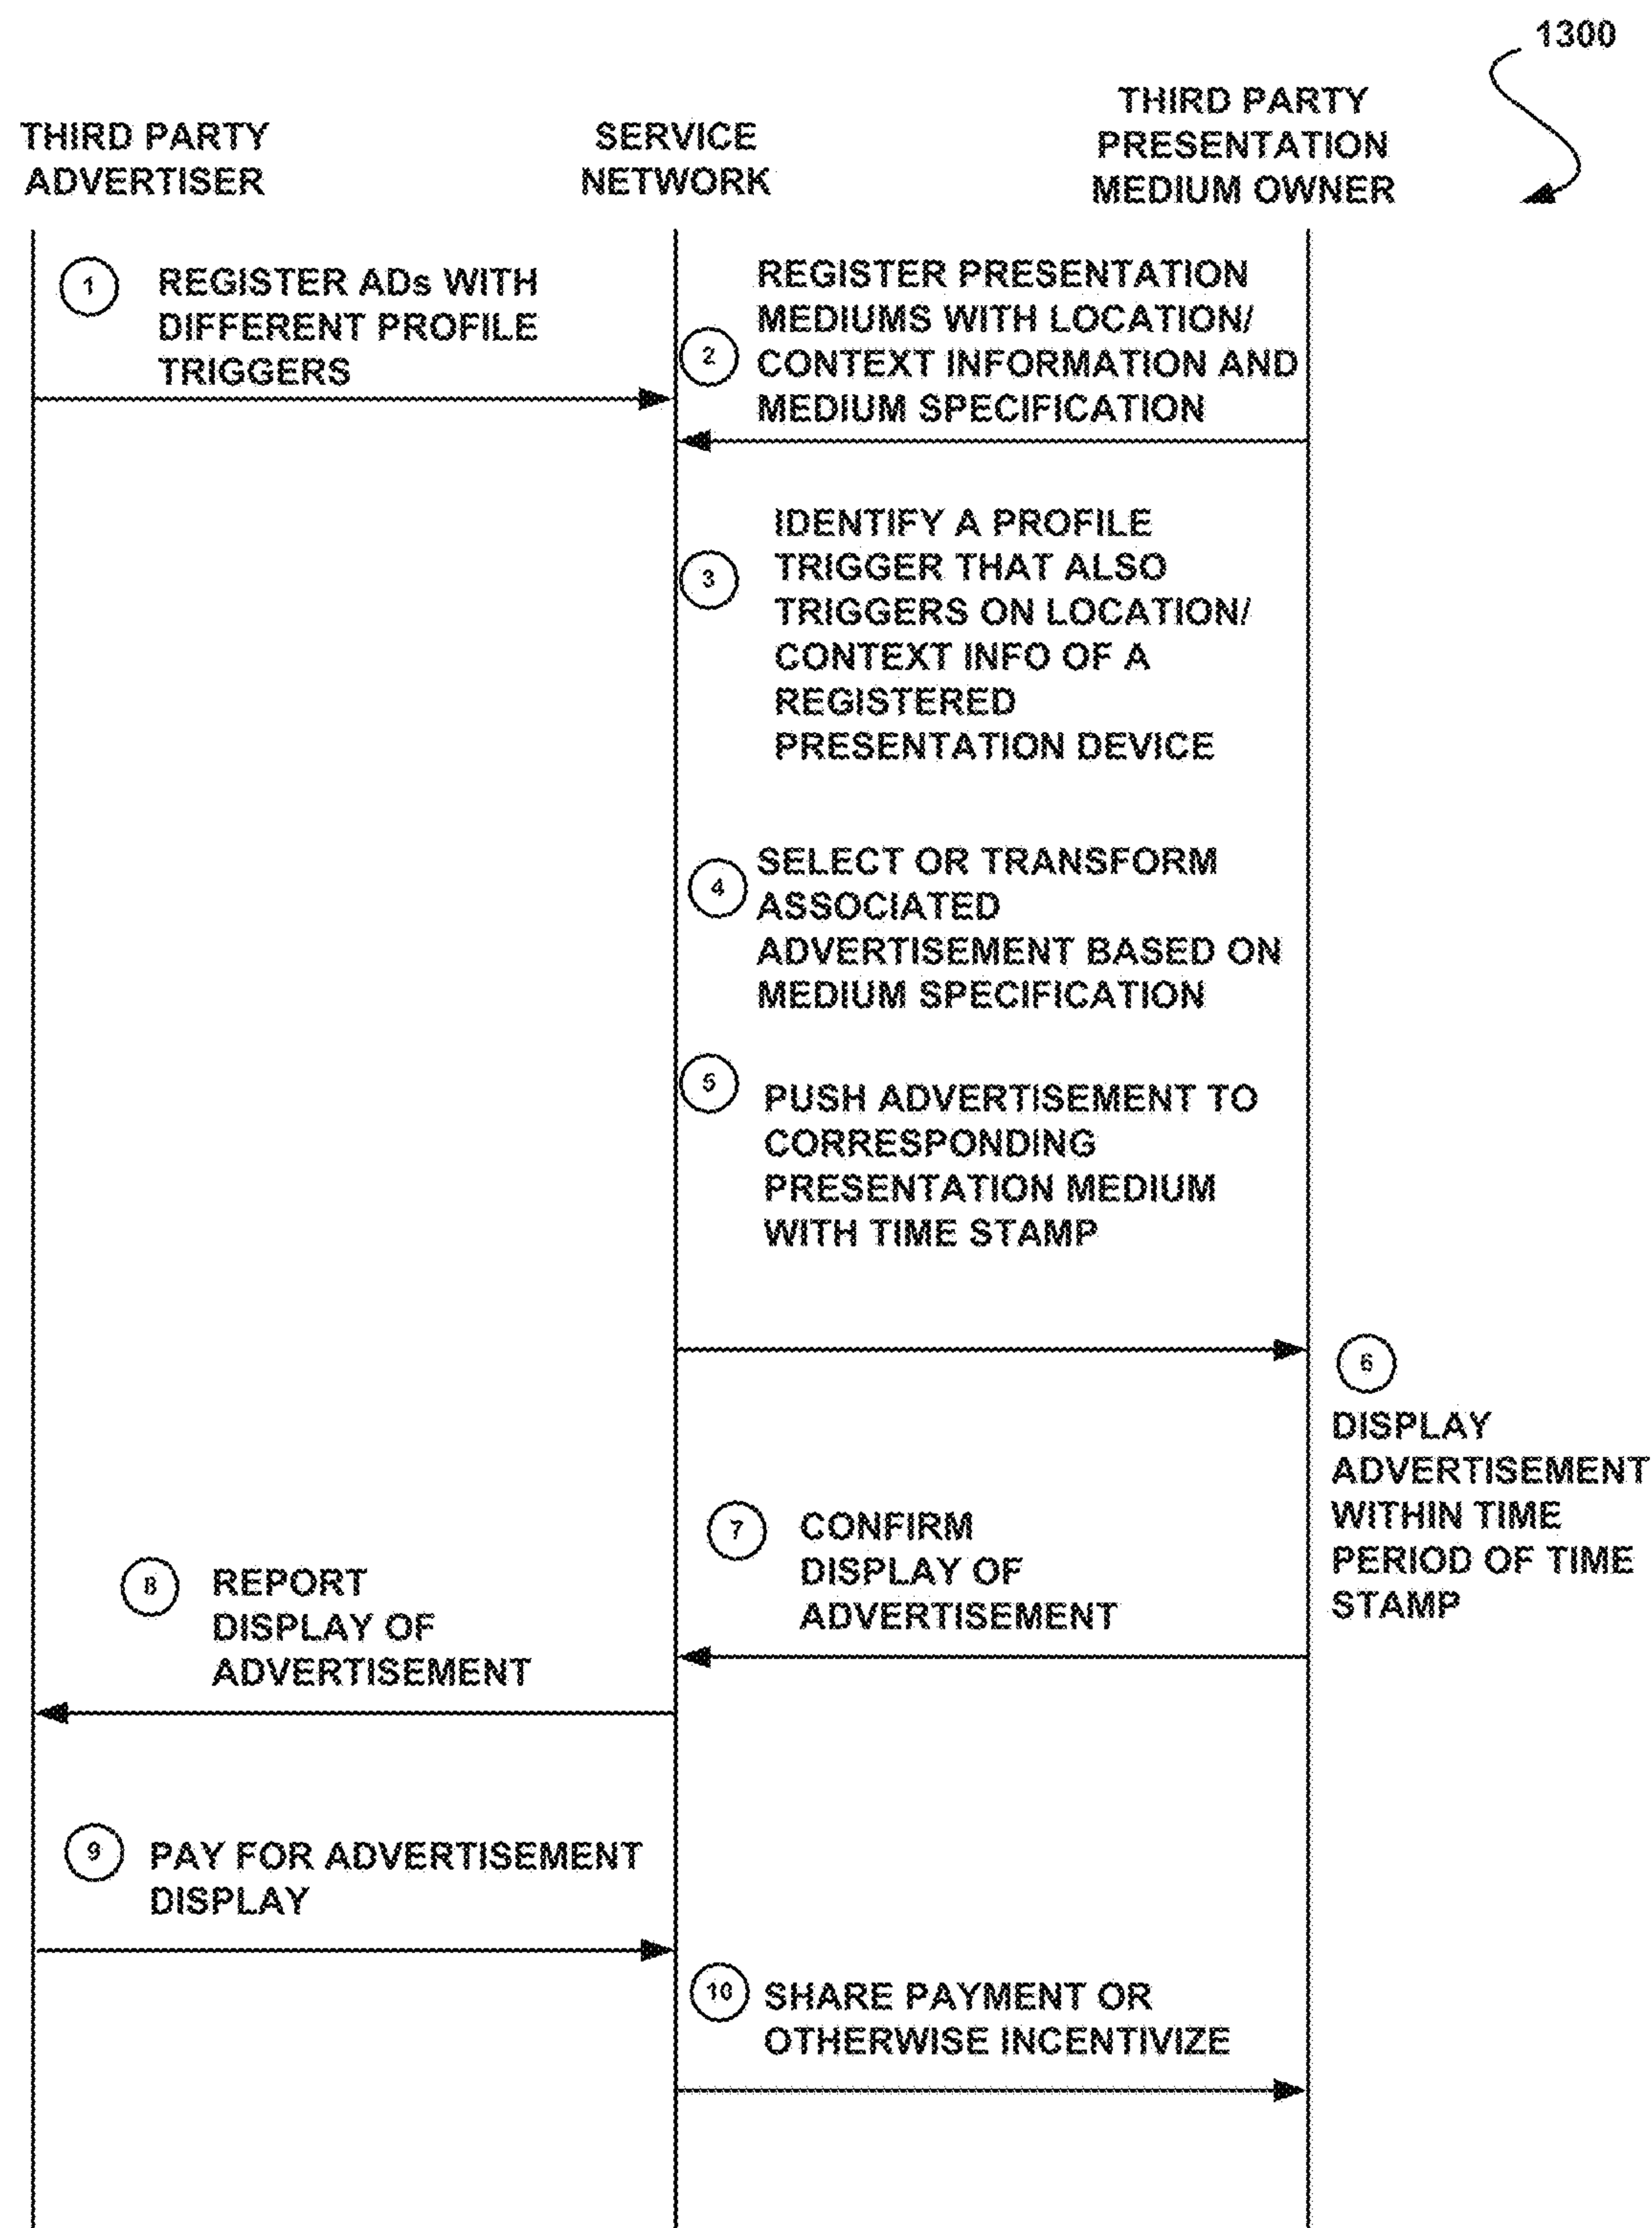 1300
THIRD PARTY
ADVERTISER
SERVICE
NETWORK
THIRD PARTY
PRESENTATION
MEDIUM OWNER
1
REGISTER ADs WITH
DIFFERENT PROFILE
TRIGGERS
2
REGISTER PRESENTATION
MEDIUMS WITH LOCATION/
CONTEXT INFORMATION AND
MEDIUM SPECIFICATION
3
IDENTIFY A PROFILE
TRIGGER THAT ALSO
TRIGGERS ON LOCATION/
CONTEXT INFO OF A
REGISTERED
PRESENTATION DEVICE
4
SELECT OR TRANSFORM
ASSOCIATED
ADVERTISEMENT BASED ON
MEDIUM SPECIFICATION
5
PUSH ADVERTISEMENT TO
CORRESPONDING
PRESENTATION MEDIUM
WITH TIME STAMP
6
DISPLAY
ADVERTISEMENT
WITHIN TIME
PERIOD OF TIME
STAMP
7
CONFIRM
DISPLAY OF
ADVERTISEMENT
8
REPORT
DISPLAY OF
ADVERTISEMENT
9
PAY FOR ADVERTISEMENT
DISPLAY
10
SHARE PAYMENT OR
OTHERWISE INCENTIVIZE